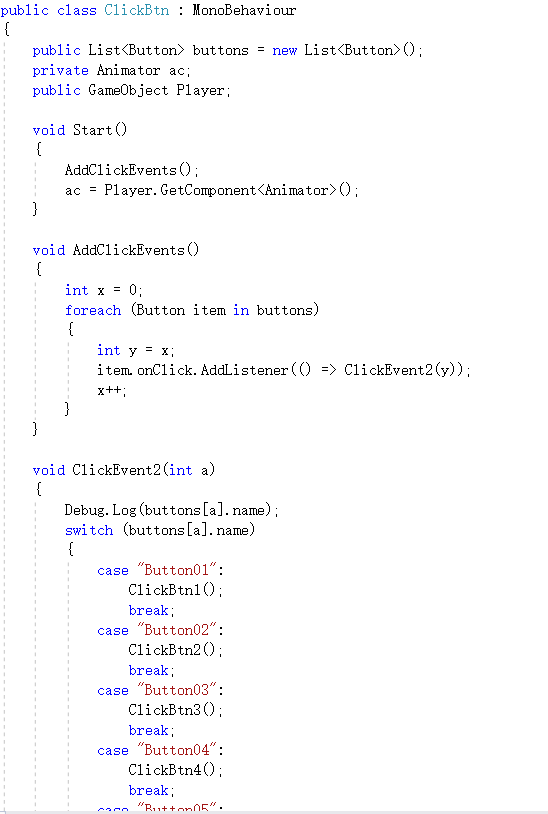 public class ClickBtn : MonoBehaviour
{
public List<Button> buttons = new List<Button>();
private Animator ac;
public GameObject Player;
void Start()
{
AddClickEvents();
ac = Player.GetComponent<Animator>();
}
void AddClickEvents()
{
int x = 0;
foreach (Button item in buttons)
{
int y = x;
item.onClick.AddListener(() => ClickEvent2(y));
x++;
}
}
void ClickEvent2(int a)
{
Debug.Log(buttons[a].name);
switch (buttons[a].name)
{
case "Button01":
ClickBtn1();
break;
case "Button02":
ClickBtn2();
break;
case "Button03":
ClickBtn3();
break;
case "Button04":
ClickBtn4();
break;
case "Button05":